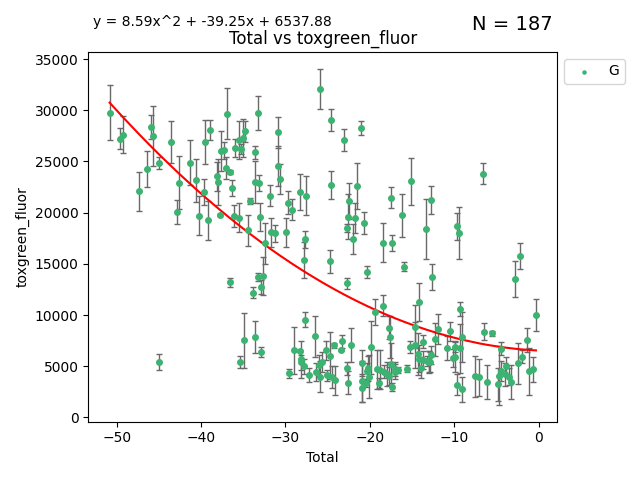 y = 8.59x^2 + -39.25x + 6537.88
N = 187
Total vs toxgreen_fluor
G
35000
30000
25000
20000
15000
10000
5000
0
toxgreen_fluor
−50
−40
−30
−20
−10
0
Total